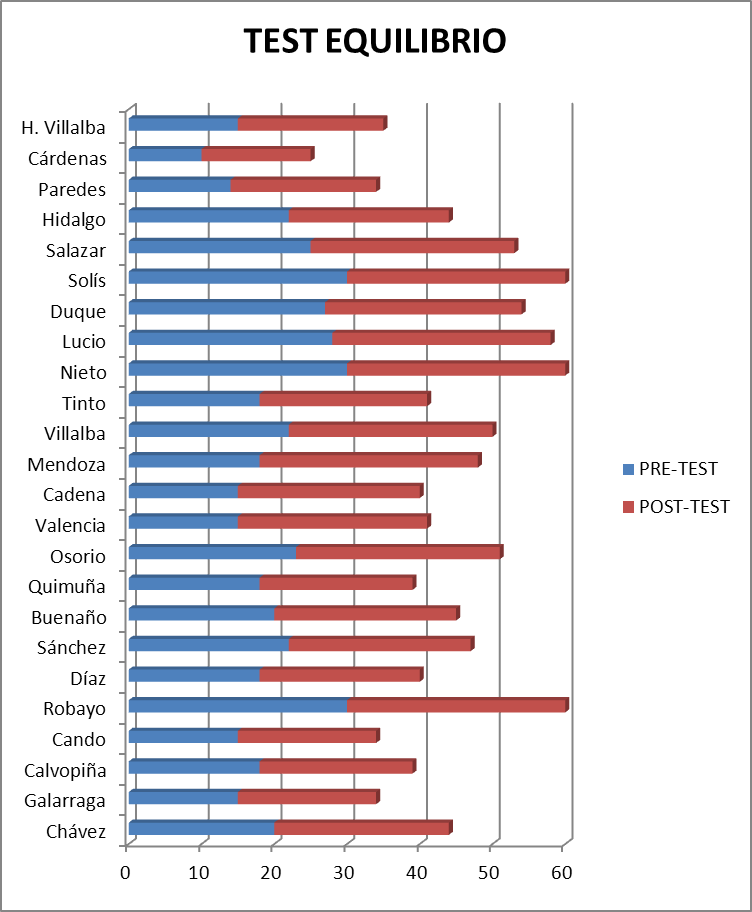 TEST EQUILIBRIO
H. Villalba
Cárdenas
Paredes
Hidalgo
Salazar
Solís
Duque
Lucio
Nieto
Tinto
Villalba
Mendoza
Cadena
Valencia
Osorio
Quimuña
Buenaño
Sánchez
Díaz
Robayo
Cando
Calvopiña
Galarraga
Chávez
0 10 20 30 40 50 60
PRE-TEST
POST-TEST